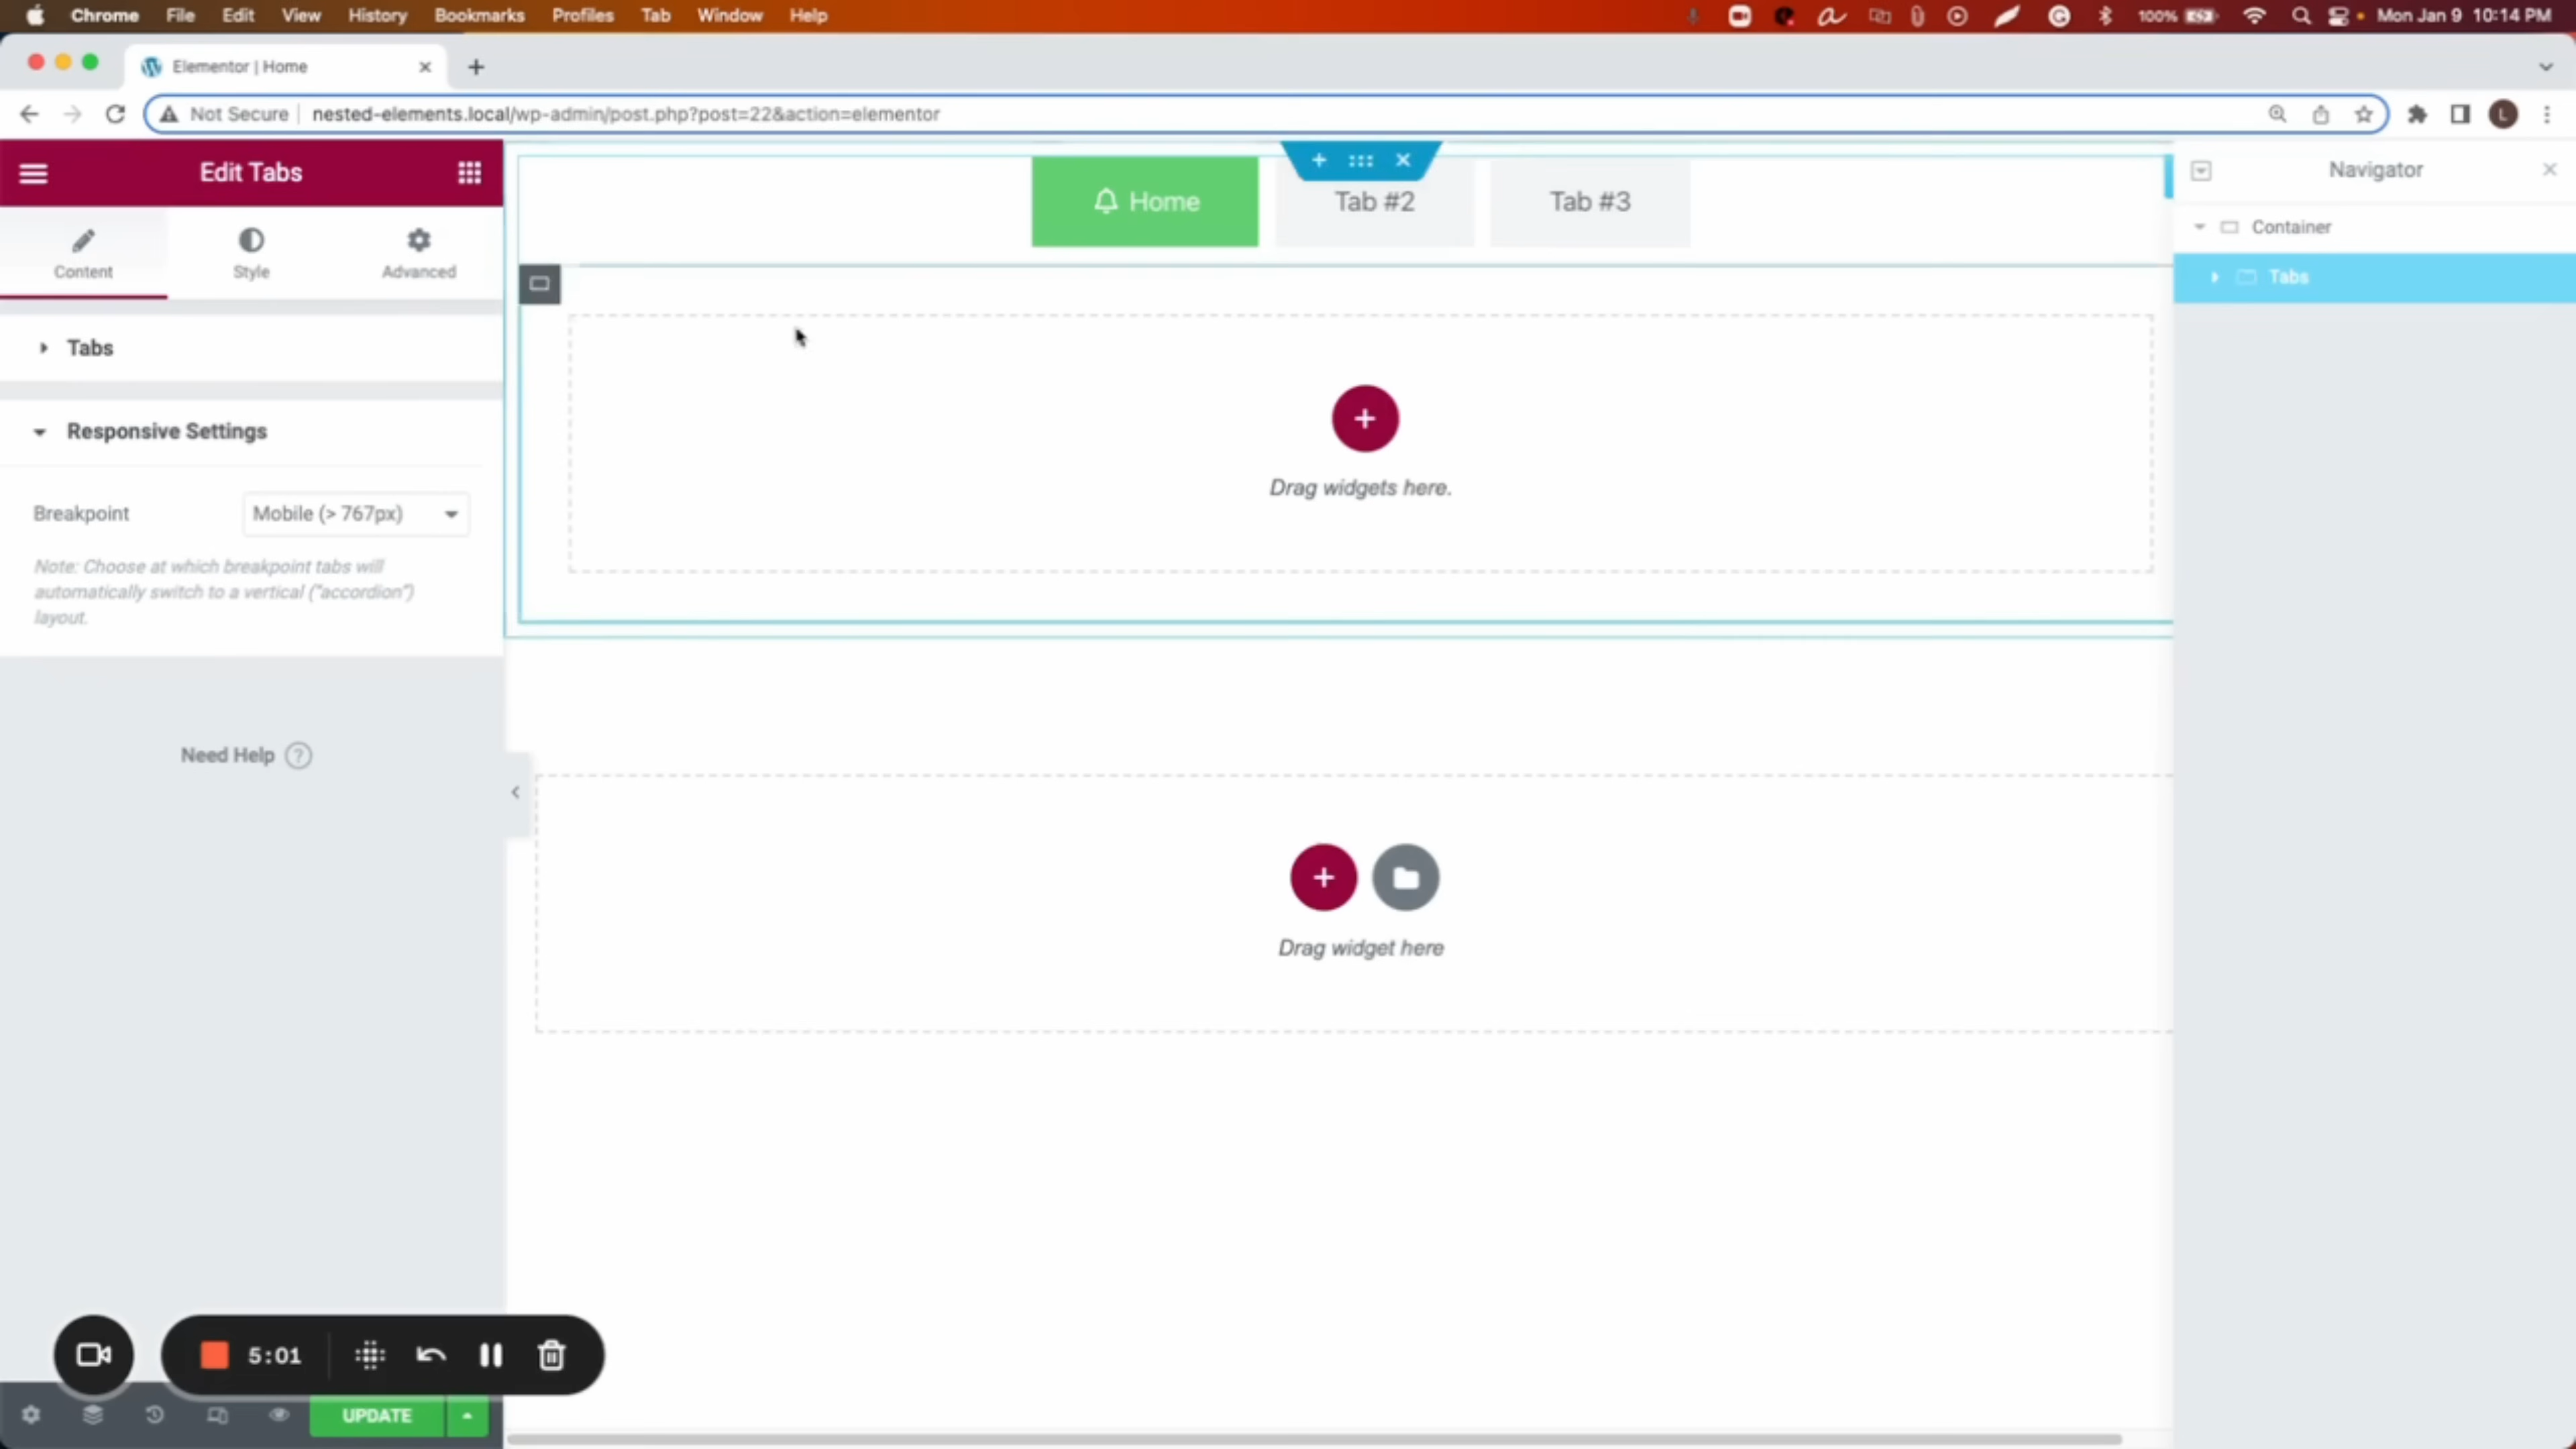 Chrome File Edit View History Bookmarks Profiles Tab Window Help 100% Mon Jan 9 10:14 PM
Elementor | Home
Not Secure nested-elements.local/wp-admin/post.php?post=22&action=elementor L
Edit Tabs
Content Style Advanced
Tabs
Responsive Settings
Breakpoint Mobile (> 767px)
Note: Choose at which breakpoint tabs will
automatically switch to a vertical ("accordion")
layout.
Need Help ?
Home Tab #2 Tab #3
Drag widgets here.
Drag widget here
Navigator
Container
Tabs
5:01
UPDATE